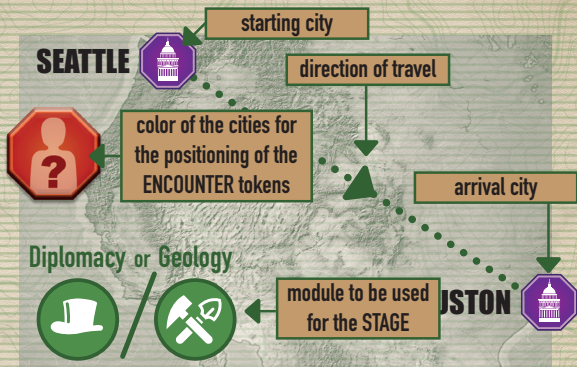 starting city
SEATTLE
direction of travel
color of the cities for
the positioning of the
ENCOUNTER tokens
?
arrival city
Diplomacy or Geology
module to be used
for the STAGE
USTON